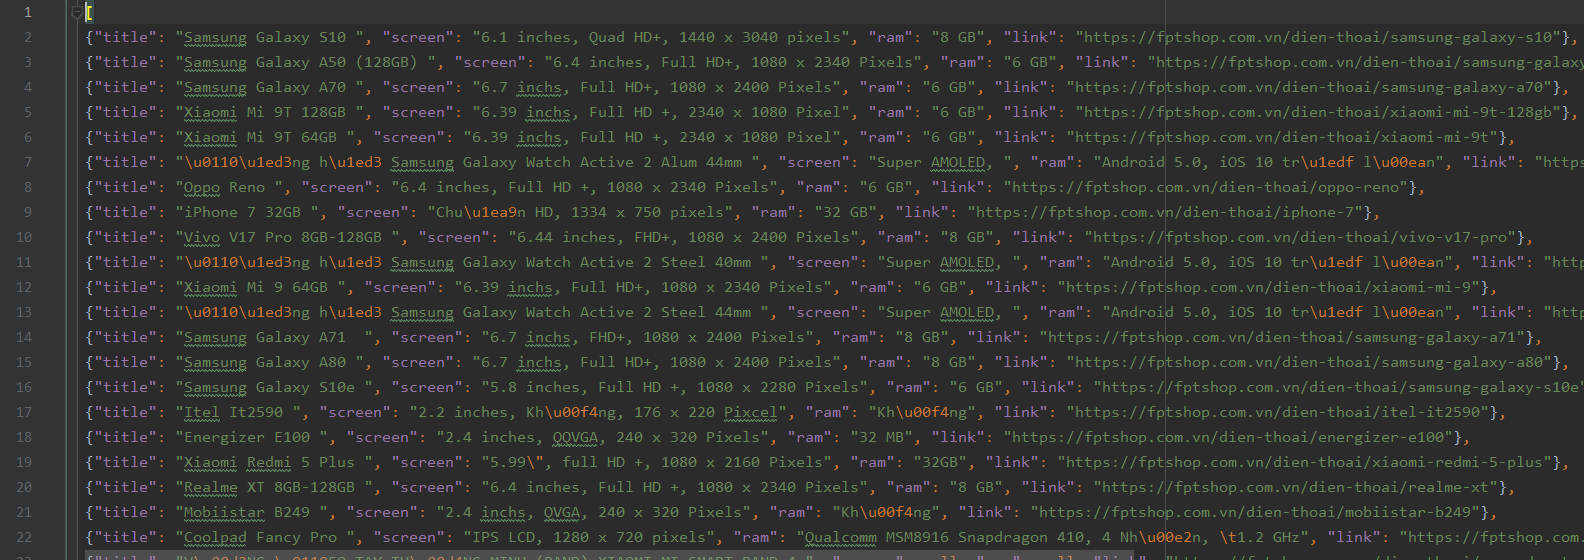 1 [
2 {"title": "Samsung Galaxy S10 ", "screen": "6.1 inches, Quad HD+, 1440 x 3040 pixels", "ram": "8 GB", "link": "https://fptshop.com.vn/dien-thoai/samsung-galaxy-s10"},
3 {"title": "Samsung Galaxy A50 (128GB) ", "screen": "6.4 inches, Full HD+, 1080 x 2340 Pixels", "ram": "6 GB", "link": "https://fptshop.com.vn/dien-thoai/samsung-galaxy
4 {"title": "Samsung Galaxy A70 ", "screen": "6.7 inchs, Full HD+, 1080 x 2400 Pixels", "ram": "6 GB", "link": "https://fptshop.com.vn/dien-thoai/samsung-galaxy-a70"},
5 {"title": "Xiaomi Mi 9T 128GB ", "screen": "6.39 inchs, Full HD+, 2340 x 1080 Pixel", "ram": "6 GB", "link": "https://fptshop.com.vn/dien-thoai/xiaomi-mi-9t-128gb"},
6 {"title": "Xiaomi Mi 9T 64GB ", "screen": "6.39 inchs, Full HD +, 2340 x 1080 Pixel", "ram": "6 GB", "link": "https://fptshop.com.vn/dien-thoai/xiaomi-mi-9t"},
7 {"title": "\u0110\u1ed3ng h\u1ed3 Samsung Galaxy Watch Active 2 Alum 44mm ", "screen": "Super AMOLED, ", "ram": "Android 5.0, iOS 10 tr\u1edf l\u00ean", "link": "https
8 {"title": "Oppo Reno ", "screen": "6.4 inches, Full HD +, 1080 x 2340 Pixels", "ram": "6 GB", "link": "https://fptshop.com.vn/dien-thoai/oppo-reno"},
9 {"title": "iPhone 7 32GB ", "screen": "Chu\u1ea9n HD, 1334 x 750 pixels", "ram": "32 GB", "link": "https://fptshop.com.vn/dien-thoai/iphone-7"},
10 {"title": "Vivo V17 Pro 8GB-128GB ", "screen": "6.44 inches, FHD+, 1080 x 2400 Pixels", "ram": "8 GB", "link": "https://fptshop.com.vn/dien-thoai/vivo-v17-pro"},
11 {"title": "\u0110\u1ed3ng h\u1ed3 Samsung Galaxy Watch Active 2 Steel 40mm ", "screen": "Super AMOLED, ", "ram": "Android 5.0, iOS 10 tr\u1edf l\u00ean", "link": "http
12 {"title": "Xiaomi Mi 9 64GB ", "screen": "6.39 inchs, Full HD+, 1080 x 2340 Pixels", "ram": "6 GB", "link": "https://fptshop.com.vn/dien-thoai/xiaomi-mi-9"},
13 {"title": "\u0110\u1ed3ng h\u1ed3 Samsung Galaxy Watch Active 2 Steel 44mm ", "screen": "Super AMOLED, ", "ram": "Android 5.0, iOS 10 tr\u1edf l\u00ean", "link": "http
14 {"title": "Samsung Galaxy A71  ", "screen": "6.7 inchs, FHD+, 1080 x 2400 Pixels", "ram": "8 GB", "link": "https://fptshop.com.vn/dien-thoai/samsung-galaxy-a71"},
15 {"title": "Samsung Galaxy A80 ", "screen": "6.7 inchs, Full HD+, 1080 x 2400 Pixels", "ram": "8 GB", "link": "https://fptshop.com.vn/dien-thoai/samsung-galaxy-a80"},
16 {"title": "Samsung Galaxy S10e ", "screen": "5.8 inches, Full HD +, 1080 x 2280 Pixels", "ram": "6 GB", "link": "https://fptshop.com.vn/dien-thoai/samsung-galaxy-s10e"
17 {"title": "Itel It2590 ", "screen": "2.2 inches, Kh\u00f4ng, 176 x 220 Pixcel", "ram": "Kh\u00f4ng", "link": "https://fptshop.com.vn/dien-thoai/itel-it2590"},
18 {"title": "Energizer E100 ", "screen": "2.4 inches, QQVGA, 240 x 320 Pixels", "ram": "32 MB", "link": "https://fptshop.com.vn/dien-thoai/energizer-e100"},
19 {"title": "Xiaomi Redmi 5 Plus ", "screen": "5.99\", full HD +, 1080 x 2160 Pixels", "ram": "32GB", "link": "https://fptshop.com.vn/dien-thoai/xiaomi-redmi-5-plus"},
20 {"title": "Realme XT 8GB-128GB ", "screen": "6.4 inches, Full HD +, 1080 x 2340 Pixels", "ram": "8 GB", "link": "https://fptshop.com.vn/dien-thoai/realme-xt"},
21 {"title": "Mobiistar B249 ", "screen": "2.4 inchs, QVGA, 240 x 320 Pixels", "ram": "Kh\u00f4ng", "link": "https://fptshop.com.vn/dien-thoai/mobiistar-b249"},
22 {"title": "Coolpad Fancy Pro ", "screen": "IPS LCD, 1280 x 720 pixels", "ram": "Qualcomm MSM8916 Snapdragon 410, 4 Nh\u00e2n, \t1.2 GHz", "link": "https://fptshop.com.vn